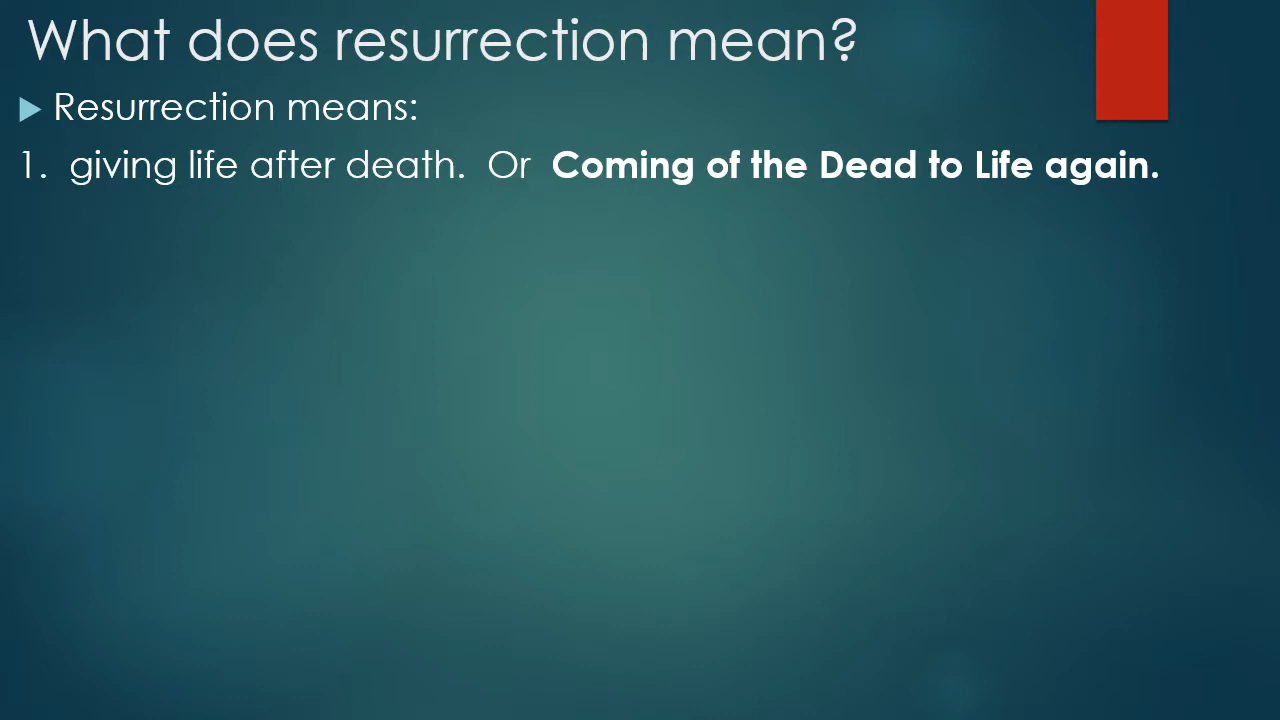 What does resurrection mean?
Resurrection means:
1.  giving life after death.  Or  Coming of the Dead to Life again.